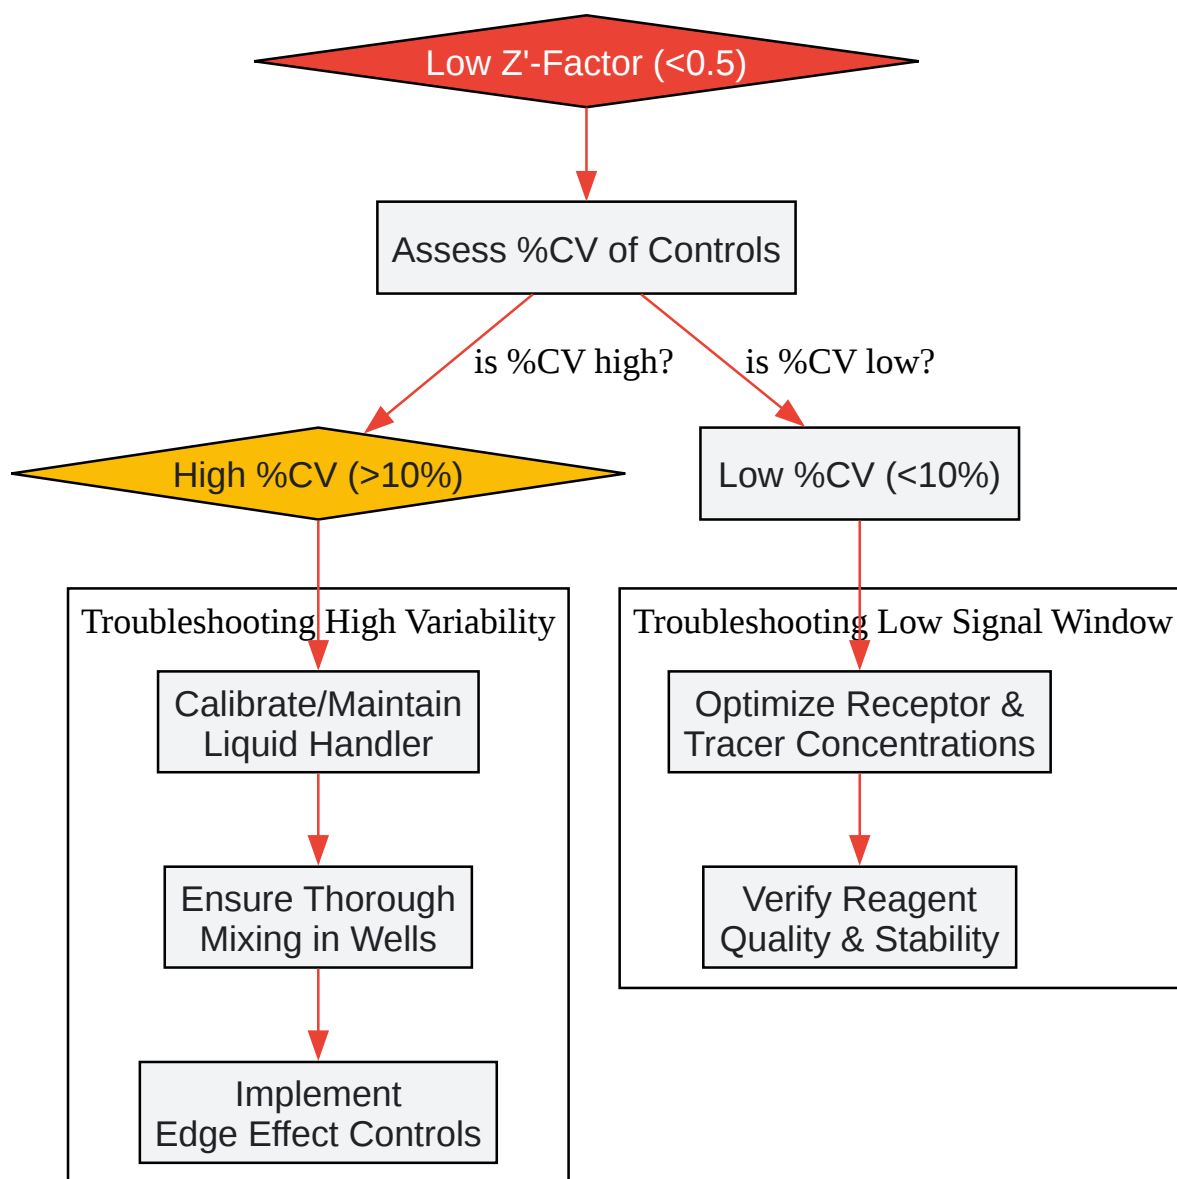 Low Z'-Factor (<0.5)
Assess %CV of Controls
is %CV high?
is %CV low?
High %CV (>10%)
Low %CV (<10%)
Troubleshooting High Variability
Troubleshooting Low Signal Window
Calibrate/Maintain
Liquid Handler
Optimize Receptor &
Tracer Concentrations
Ensure Thorough
Mixing in Wells
Verify Reagent
Quality & Stability
Implement
Edge Effect Controls